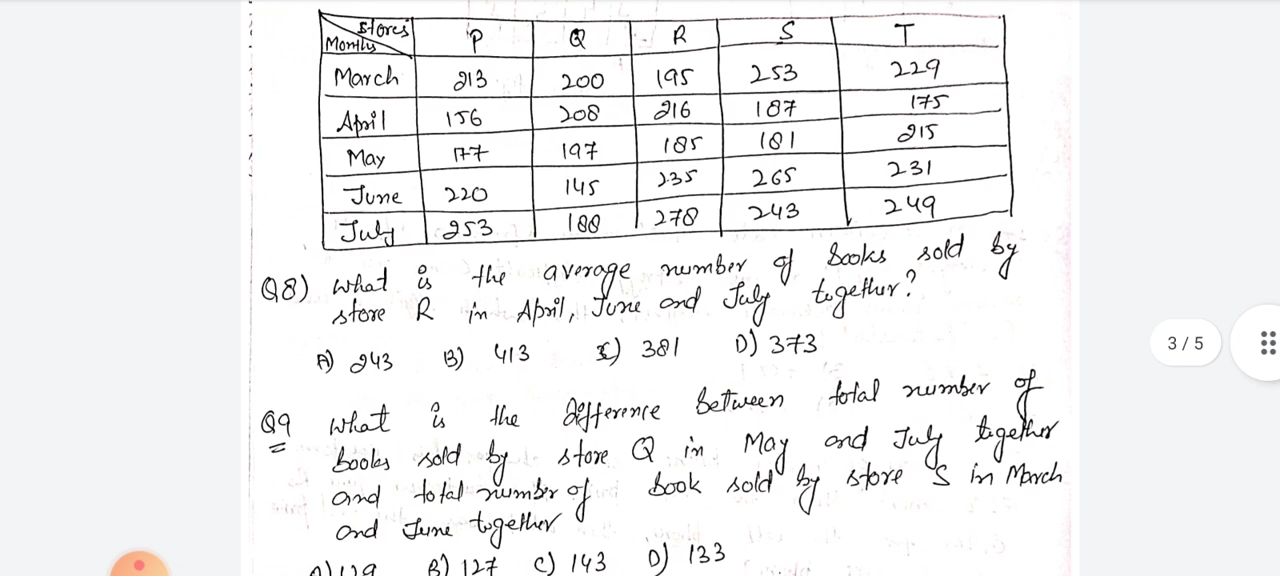 Stores
Months P Q R S T
March 213 200 195 253 229
April 156 208 216 187 175
May 177 197 185 181 215
June 220 145 235 265 231
July 253 188 278 243 249
Q8) what is the average number of books sold by
store R in April, June and July together?
A) 243 B) 413 C) 381 D) 373
3 / 5
Q9 what is the difference between total number of
books sold by store Q in May and July together
and total number of book sold by store S in March
and June together
A) 129 B) 127 C) 143 D) 133